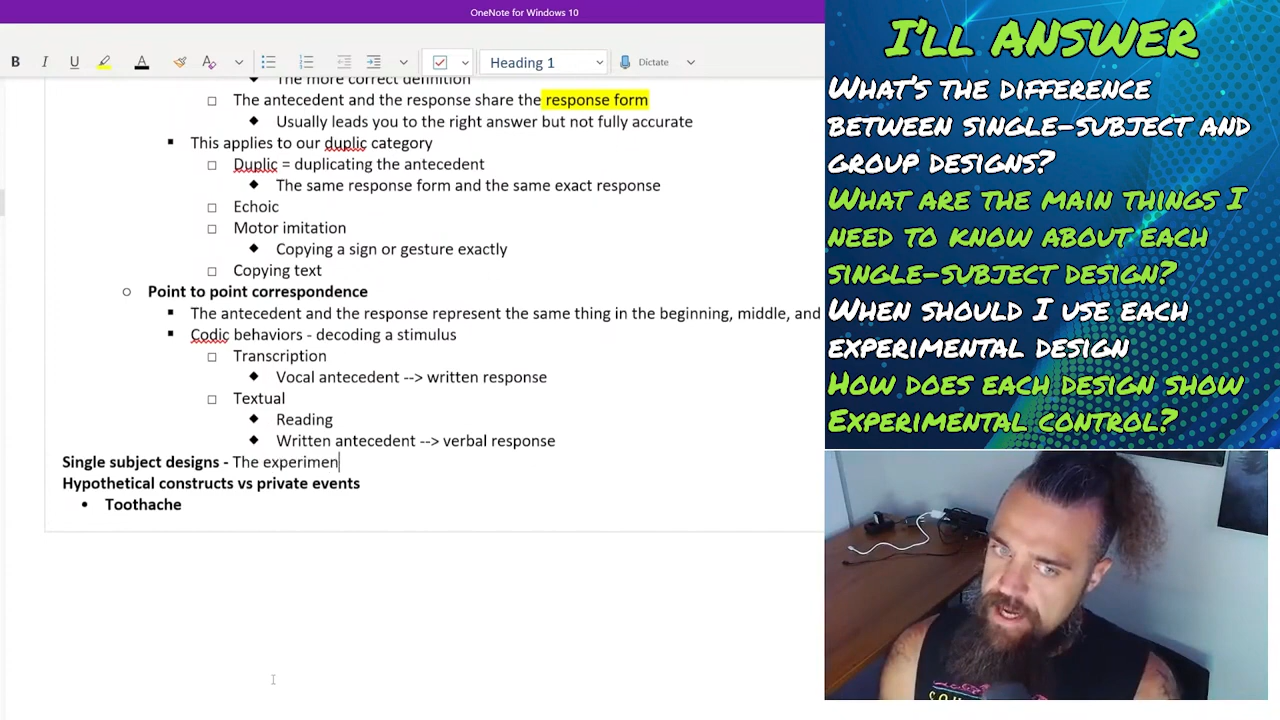 OneNote for Windows 10
B I U A A Heading 1 Dictate
The more correct definition
The antecedent and the response share the response form
Usually leads you to the right answer but not fully accurate
This applies to our duplic category
Duplic = duplicating the antecedent
The same response form and the same exact response
Echoic
Motor imitation
Copying a sign or gesture exactly
Copying text
Point to point correspondence
The antecedent and the response represent the same thing in the beginning, middle, and
Codic behaviors - decoding a stimulus
Transcription
Vocal antecedent --> written response
Textual
Reading
Written antecedent --> verbal response
Single subject designs - The experimen
Hypothetical constructs vs private events
Toothache
I'll ANSWER
What's the difference
between single-subject and
group designs?
What are the main things I
need to know about each
single-subject design?
When should I use each
experimental design
How does each design show
Experimental control?